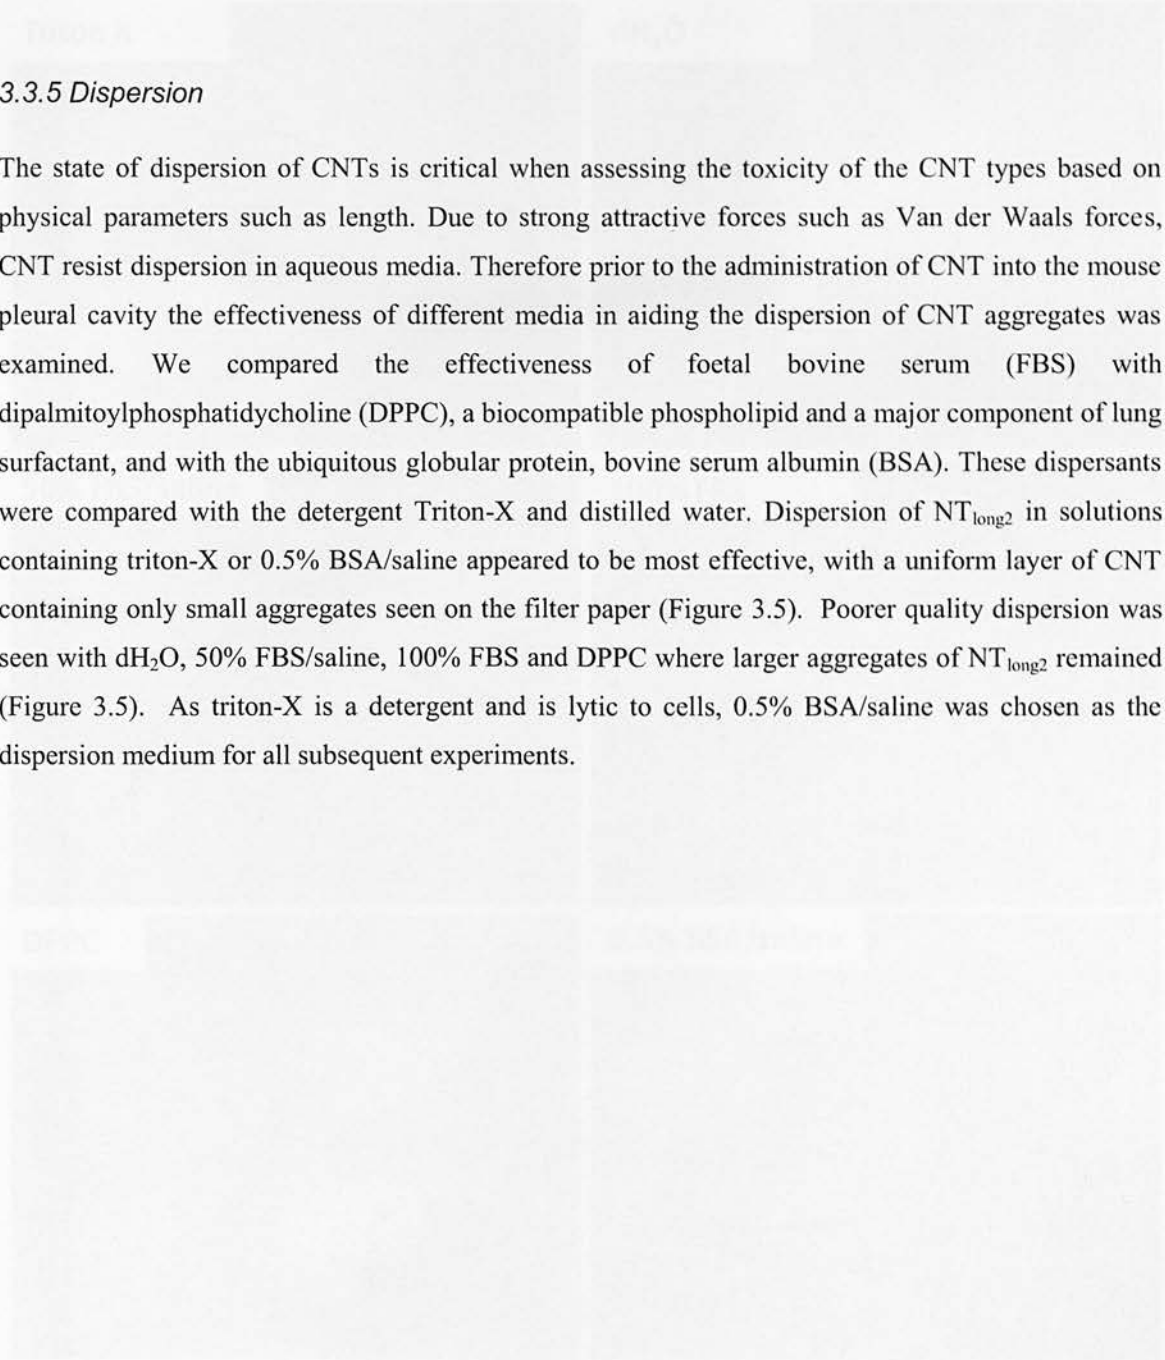 3.3.5 Dispersion
The state of dispersion of CNTs is critical when assessing the toxicity of the CNT types based on
physical parameters such as length. Due to strong attractive forces such as Van der Waals forces,
CNT resist dispersion in aqueous media. Therefore prior to the administration of CNT into the mouse
pleural cavity the effectiveness of different media in aiding the dispersion of CNT aggregates was
examined. We compared the effectiveness of foetal bovine serum (FBS) with
dipalmitoylphosphatidycholine (DPPC), a biocompatible phospholipid and a major component of lung
surfactant, and with the ubiquitous globular protein, bovine serum albumin (BSA). These dispersants
were compared with the detergent Triton-X and distilled water. Dispersion of NTlong2 in solutions
containing triton-X or 0.5% BSA/saline appeared to be most effective, with a uniform layer of CNT
containing only small aggregates seen on the filter paper (Figure 3.5). Poorer quality dispersion was
seen with dH₂O, 50% FBS/saline, 100% FBS and DPPC where larger aggregates of NTlong2 remained
(Figure 3.5). As triton-X is a detergent and is lytic to cells, 0.5% BSA/saline was chosen as the
dispersion medium for all subsequent experiments.